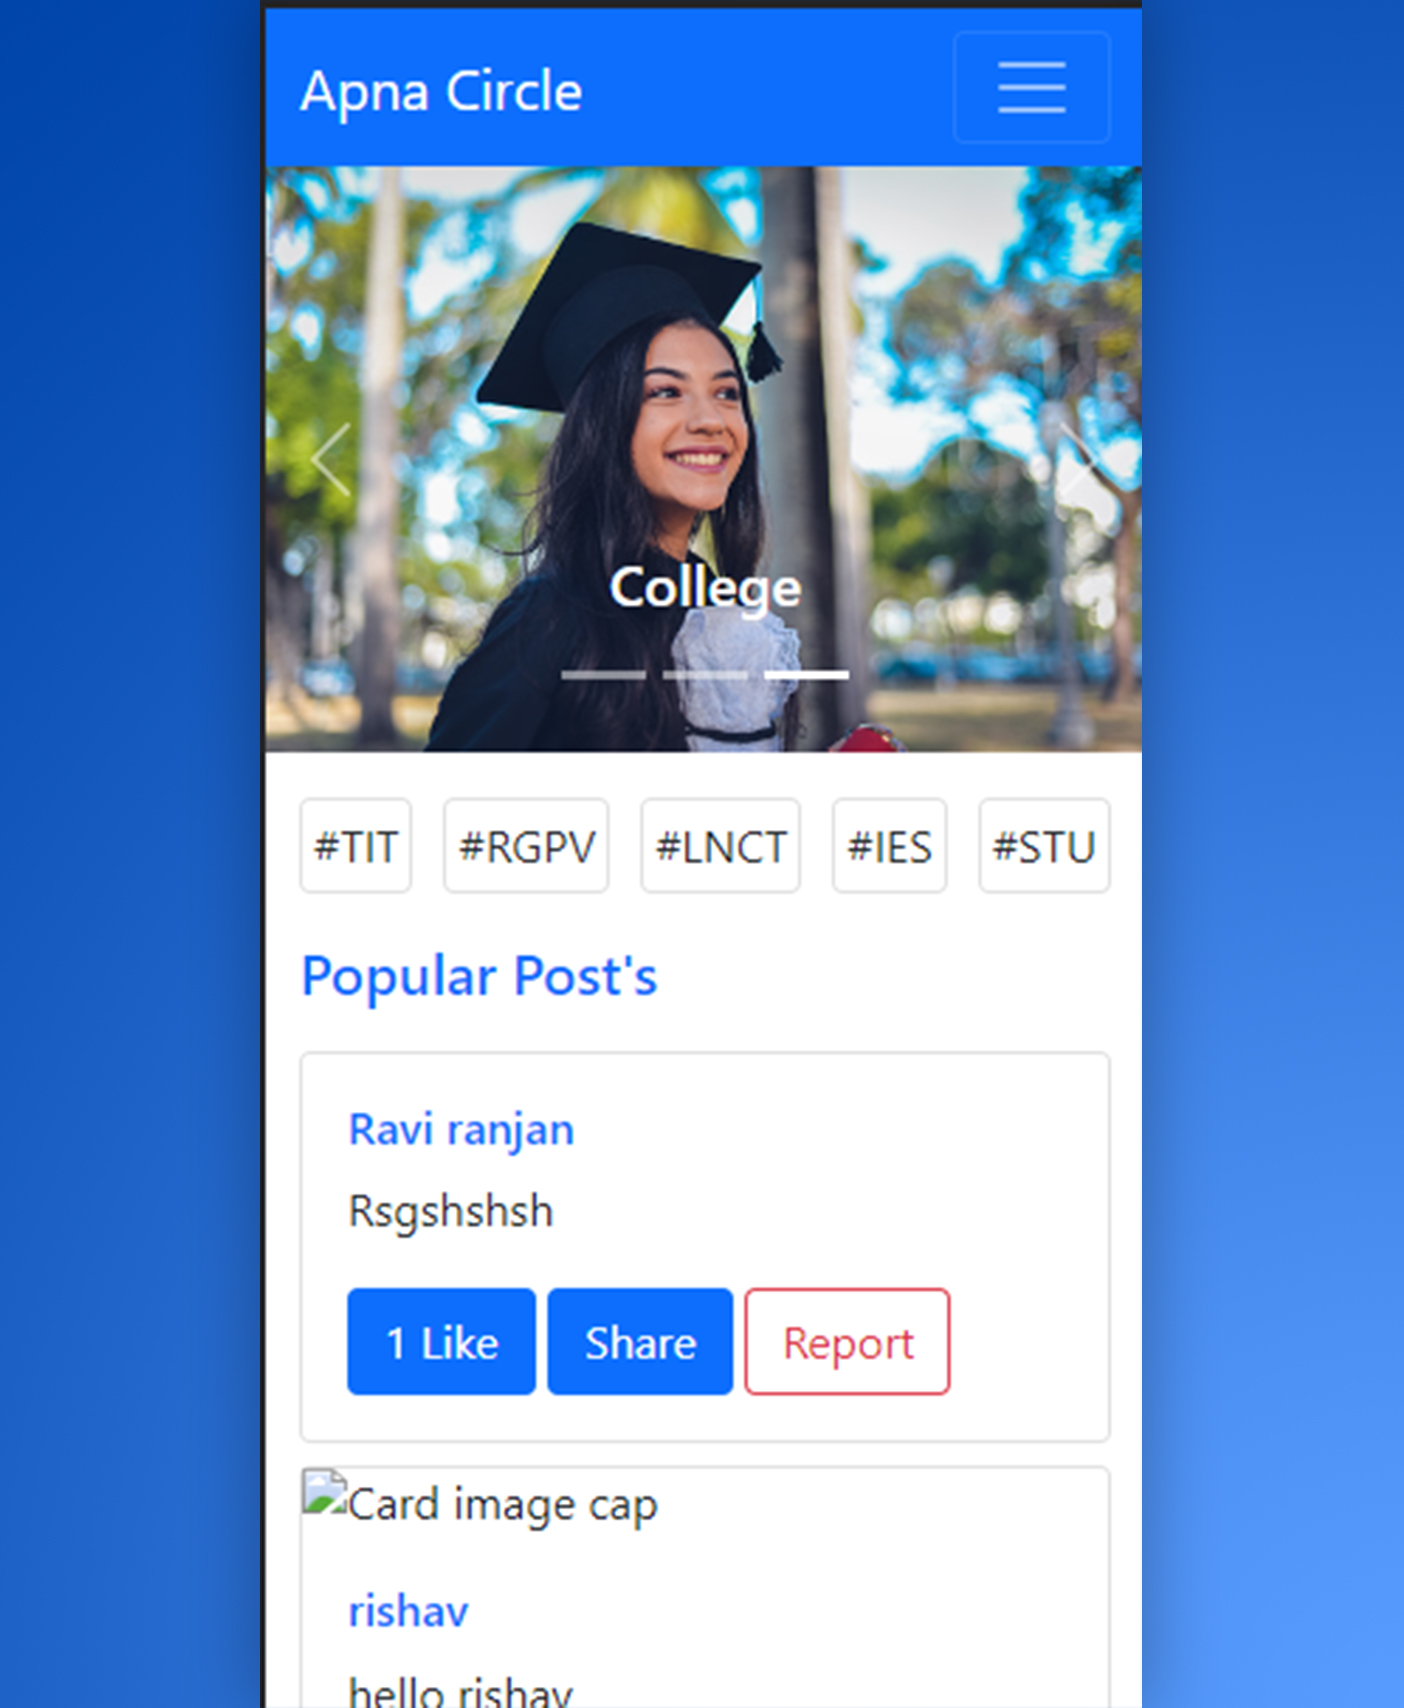 Apna Circle
College
#TIT #RGPV #LNCT #IES #STU
Popular Post's
Ravi ranjan
Rsgshshsh
1 Like Share Report
Card image cap
rishav
hello rishav